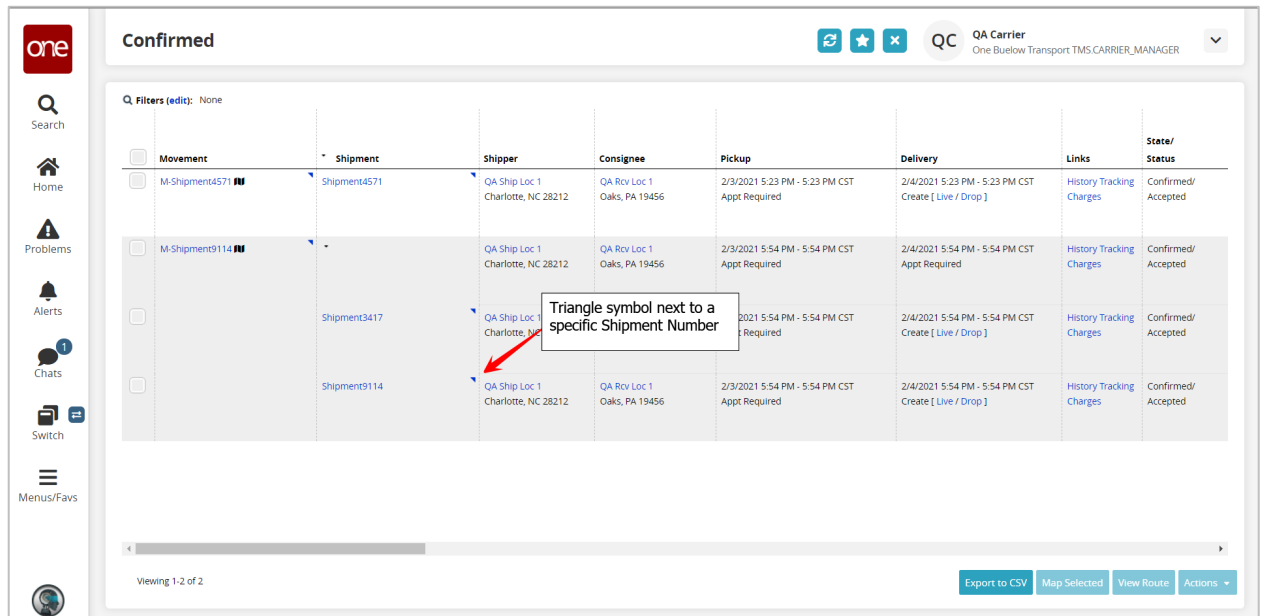 one
Confirmed
QC
QA Carrier
One Buelow Transport TMS.CARRIER_MANAGER
Search
Home
Problems
Alerts
1
Chats
Switch
Menus/Favs
Filters (edit): None
Movement
Shipment
Shipper
Consignee
Pickup
Delivery
Links
State/
Status
M-Shipment4571
Shipment4571
QA Ship Loc 1
Charlotte, NC 28212
QA Rcv Loc 1
Oaks, PA 19456
2/3/2021 5:23 PM - 5:23 PM CST
Appt Required
2/4/2021 5:23 PM - 5:23 PM CST
Create [ Live / Drop ]
History Tracking
Charges
Confirmed/
Accepted
M-Shipment9114
QA Ship Loc 1
Charlotte, NC 28212
QA Rcv Loc 1
Oaks, PA 19456
2/3/2021 5:54 PM - 5:54 PM CST
Appt Required
2/4/2021 5:54 PM - 5:54 PM CST
Appt Required
History Tracking
Charges
Confirmed/
Accepted
Triangle symbol next to a
specific Shipment Number
Shipment3417
QA Ship Loc 1
Charlotte,
2021 5:54 PM - 5:54 PM CST
Required
2/4/2021 5:54 PM - 5:54 PM CST
Create [ Live / Drop ]
History Tracking
Charges
Confirmed/
Accepted
Shipment9114
QA Ship Loc 1
Charlotte, NC 28212
QA Rcv Loc 1
Oaks, PA 19456
2/3/2021 5:54 PM - 5:54 PM CST
Appt Required
2/4/2021 5:54 PM - 5:54 PM CST
Create [ Live / Drop ]
History Tracking
Charges
Confirmed/
Accepted
Viewing 1-2 of 2
Export to CSV
Map Selected
View Route
Actions